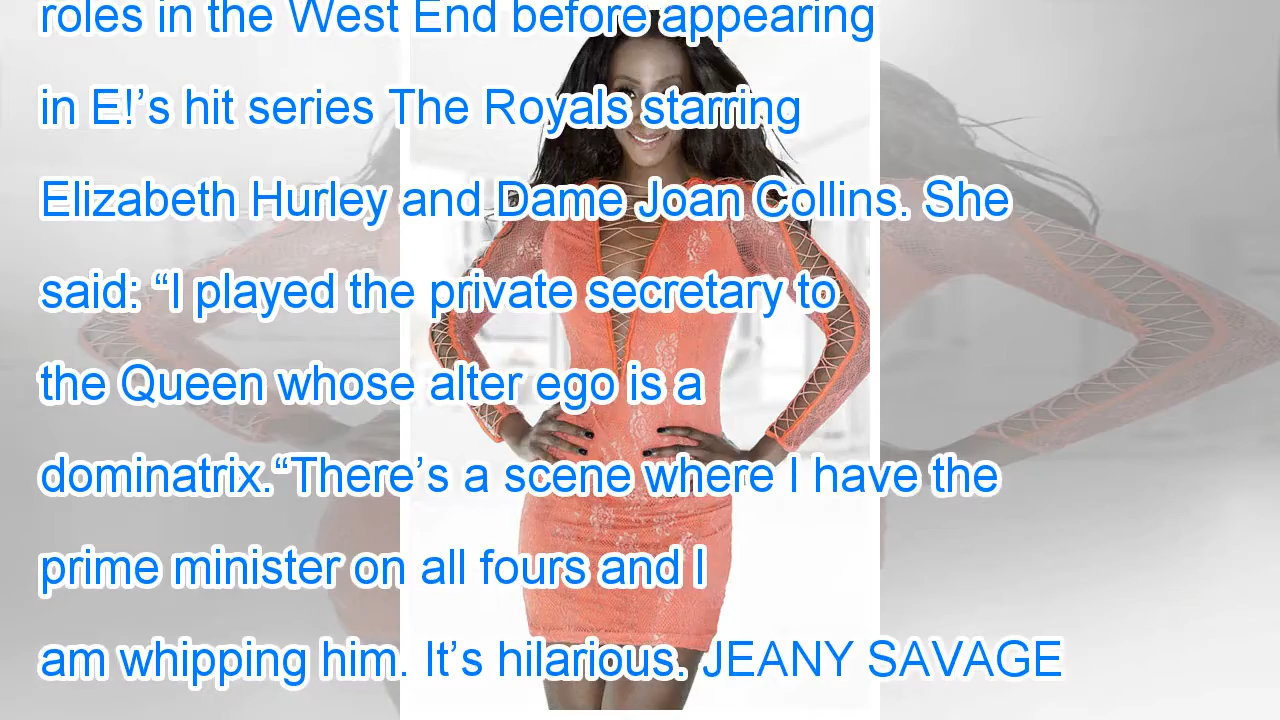 roles in the West End before appearing
in E!’s hit series The Royals starring
Elizabeth Hurley and Dame Joan Collins. She
said: “I played the private secretary to
the Queen whose alter ego is a
dominatrix.“There’s a scene where I have the
prime minister on all fours and I
am whipping him. It’s hilarious. JEANY SAVAGE